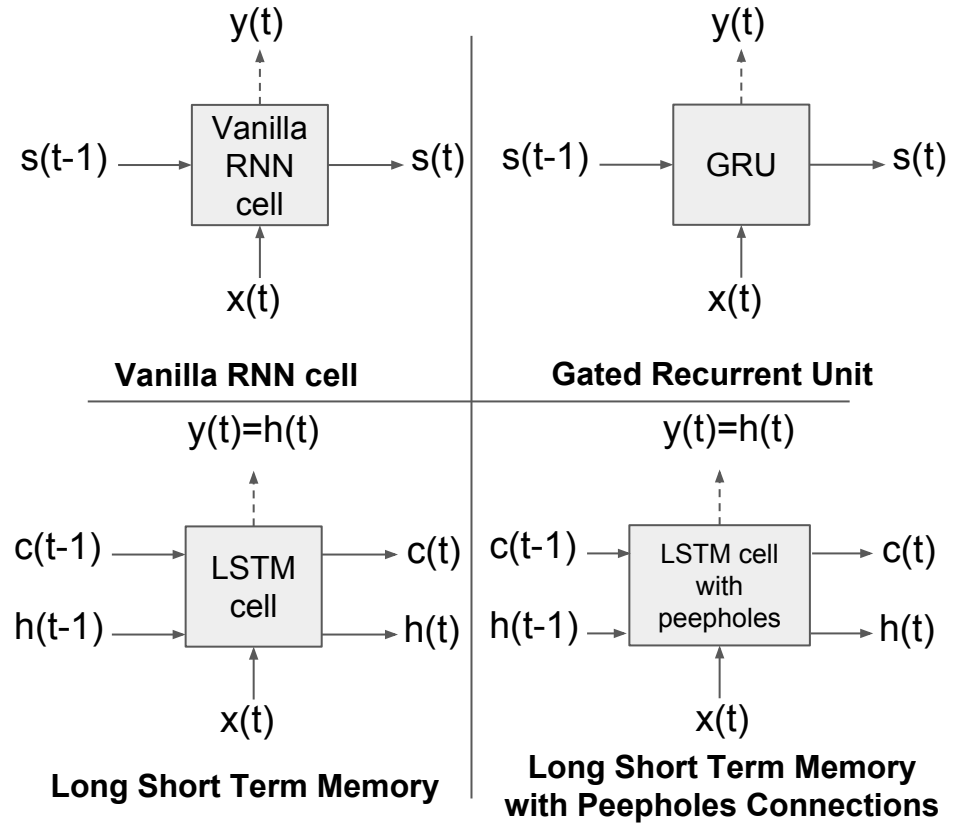 y(t)
s(t-1)
Vanilla
RNN
cell
s(t)
x(t)
Vanilla RNN cell
y(t)
s(t-1)
GRU
s(t)
x(t)
Gated Recurrent Unit
y(t)=h(t)
c(t-1)
h(t-1)
LSTM
cell
c(t)
h(t)
x(t)
Long Short Term Memory
y(t)=h(t)
c(t-1)
h(t-1)
LSTM cell
with
peepholes
c(t)
h(t)
x(t)
Long Short Term Memory
with Peepholes Connections